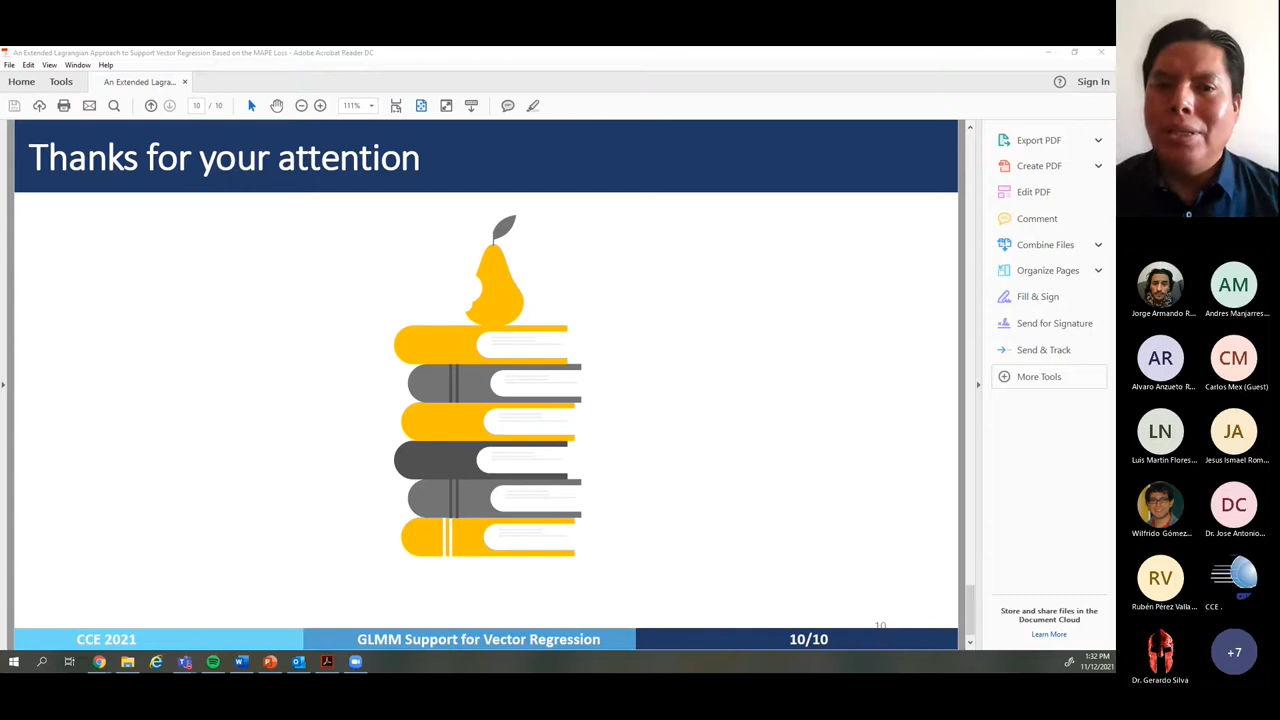 An Extended Lagrangian Approach to Support Vector Regression Based on the MAPE Loss - Adobe Acrobat Reader DC
File Edit View Window Help
Home Tools An Extended Lagra... × Sign In
10 / 10 111%
Thanks for your attention
10
CCE 2021 GLMM Support for Vector Regression 10/10
Export PDF
Create PDF
Edit PDF
Comment
Combine Files
Organize Pages
Fill & Sign
Send for Signature
Send & Track
More Tools
Store and share files in the
Document Cloud
Learn More
1:32 PM
11/12/2021
AM
Jorge Armando R... Andres Manjarres...
AR CM
Alvaro Anzueto R... Carlos Mex (Guest)
LN JA
Luis Martin Flores... Jesus Ismael Rom...
DC
Wilfrido Gómez... Dr. Jose Antonio...
RV
Rubén Pérez Valla... CCE .
+7
Dr. Gerardo Silva